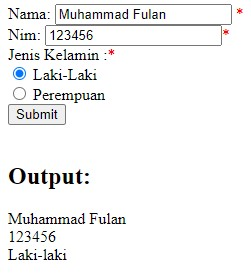 Nama: Muhammad Fulan *
Nim: 123456 *
Jenis Kelamin :*
Laki-Laki
Perempuan
Submit
Output:
Muhammad Fulan
123456
Laki-laki